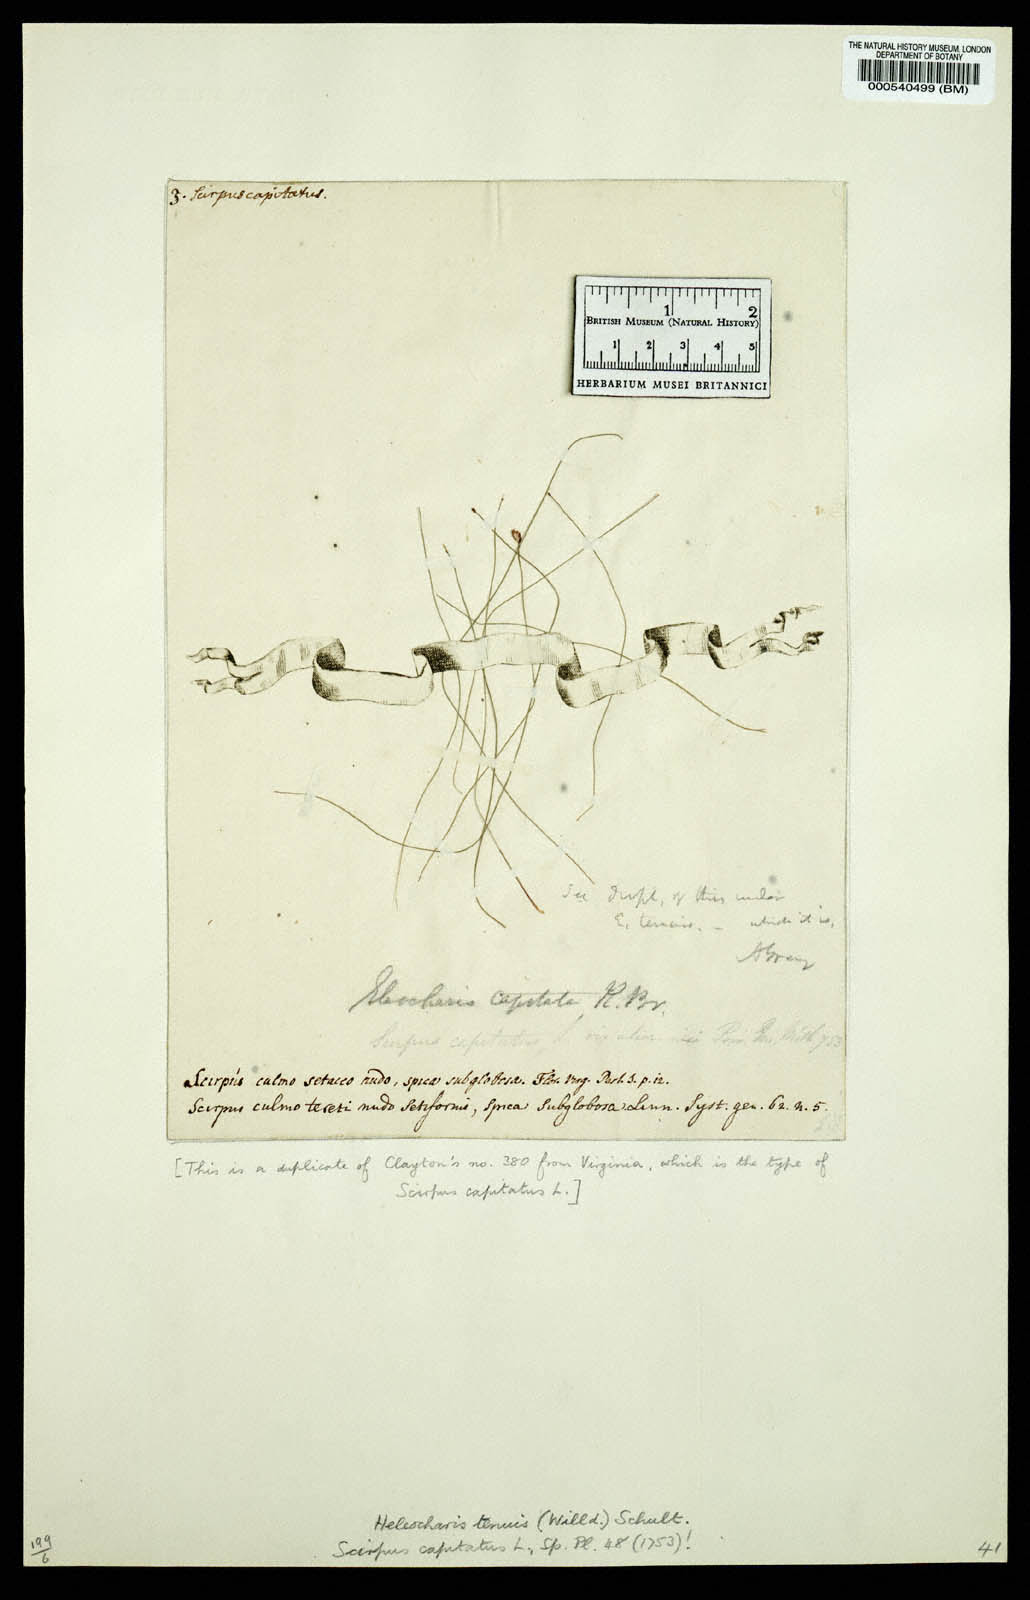 THE NATURAL HISTORY MUSEUM, LONDON
DEPARTMENT OF BOTANY
000540499 (BM)
3. Scirpus capitatus.
1 2
BRITISH MUSEUM (NATURAL HISTORY)
1 2 3 4 5
HERBARIUM MUSEI BRITANNICI
See dupl, of this under
E. tenuis. – which it is.
A Gray
Eleocharis capitata R. Br.
Scirpus capitatus, L.
Scirpus culmo setaceo nudo, spica subglobosa. Flor. Virg. Part. 3. p. 12.
Scirpus culmo tereti nudo setiformi, spica subglobosa Linn. Syst. gen. 62. n. 5.
[This is a duplicate of Clayton's no. 380 from Virginia, which is the type of
Scirpus capitatus L.]
Heleocharis tenuis (Willd.) Schult.
Scirpus capitatus L., Sp. Pl. 48 (1753)!
199
6
41